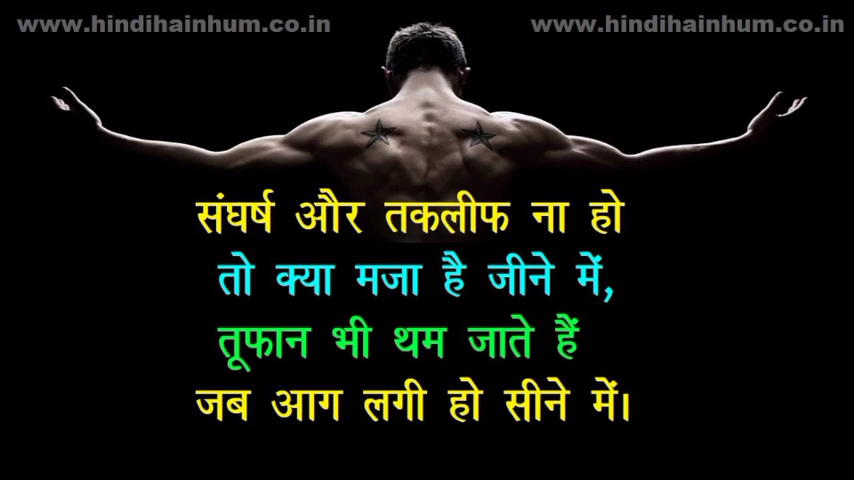 www.hindihainhum.co.in www.hindihainhum.co.in
संघर्ष और तकलीफ ना हो
तो क्या मजा है जीने में,
तूफान भी थम जाते हैं
जब आग लगी हो सीने में।